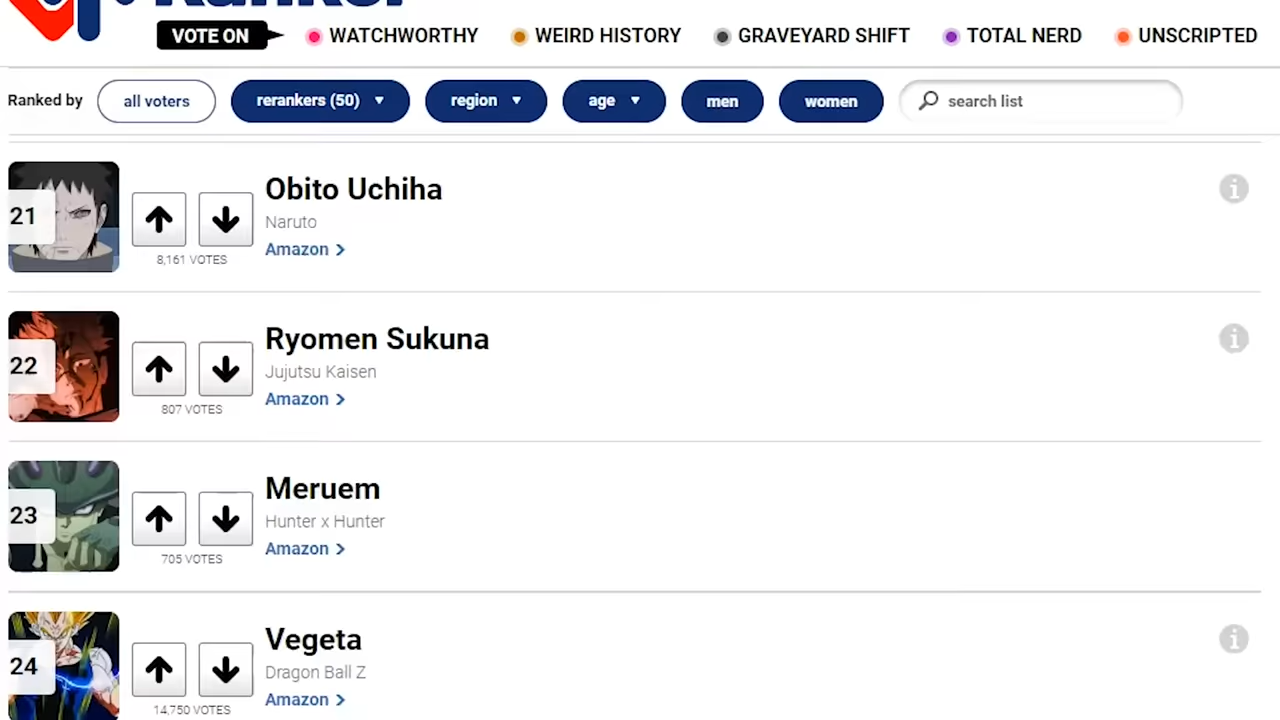 Ranker
VOTE ON
WATCHWORTHY
WEIRD HISTORY
GRAVEYARD SHIFT
TOTAL NERD
UNSCRIPTED
Ranked by
all voters
rerankers (50)
region
age
men
women
search list
21
Obito Uchiha
Naruto
Amazon
8,161 VOTES
22
Ryomen Sukuna
Jujutsu Kaisen
Amazon
807 VOTES
23
Meruem
Hunter x Hunter
Amazon
705 VOTES
24
Vegeta
Dragon Ball Z
Amazon
14,750 VOTES